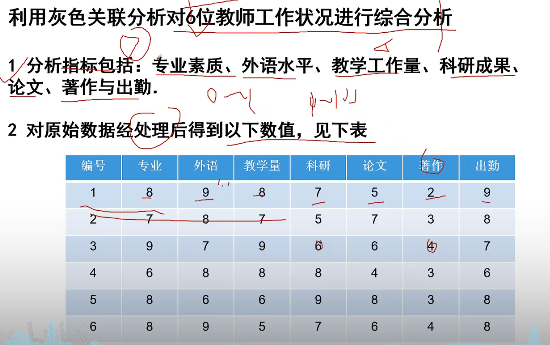 利用灰色关联分析对6位教师工作状况进行综合分析
1 分析指标包括：专业素质、外语水平、教学工作量、科研成果、
论文、著作与出勤.
2 对原始数据经处理后得到以下数值，见下表
编号 专业 外语 教学量 科研 论文 著作 出勤
1 8 9 8 7 5 2 9
2 7 8 7 5 7 3 8
3 9 7 9 6 6 4 7
4 6 8 8 8 4 3 6
5 8 6 6 9 8 3 8
6 8 9 5 7 6 4 8